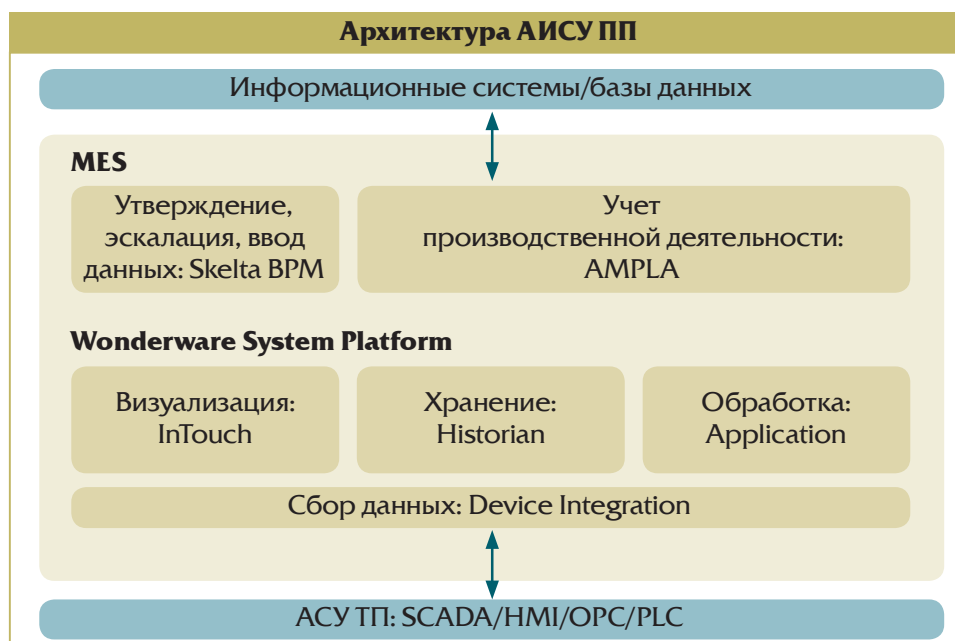 Архитектура АИСУ ПП
Информационные системы/базы данных
MES
Утверждение,
эскалация, ввод
данных: Skelta BPM
Учет
производственной деятельности:
AMPLA
Wonderware System Platform
Визуализация:
InTouch
Хранение:
Historian
Обработка:
Application
Сбор данных: Device Integration
АСУ ТП: SCADA/HMI/OPC/PLC